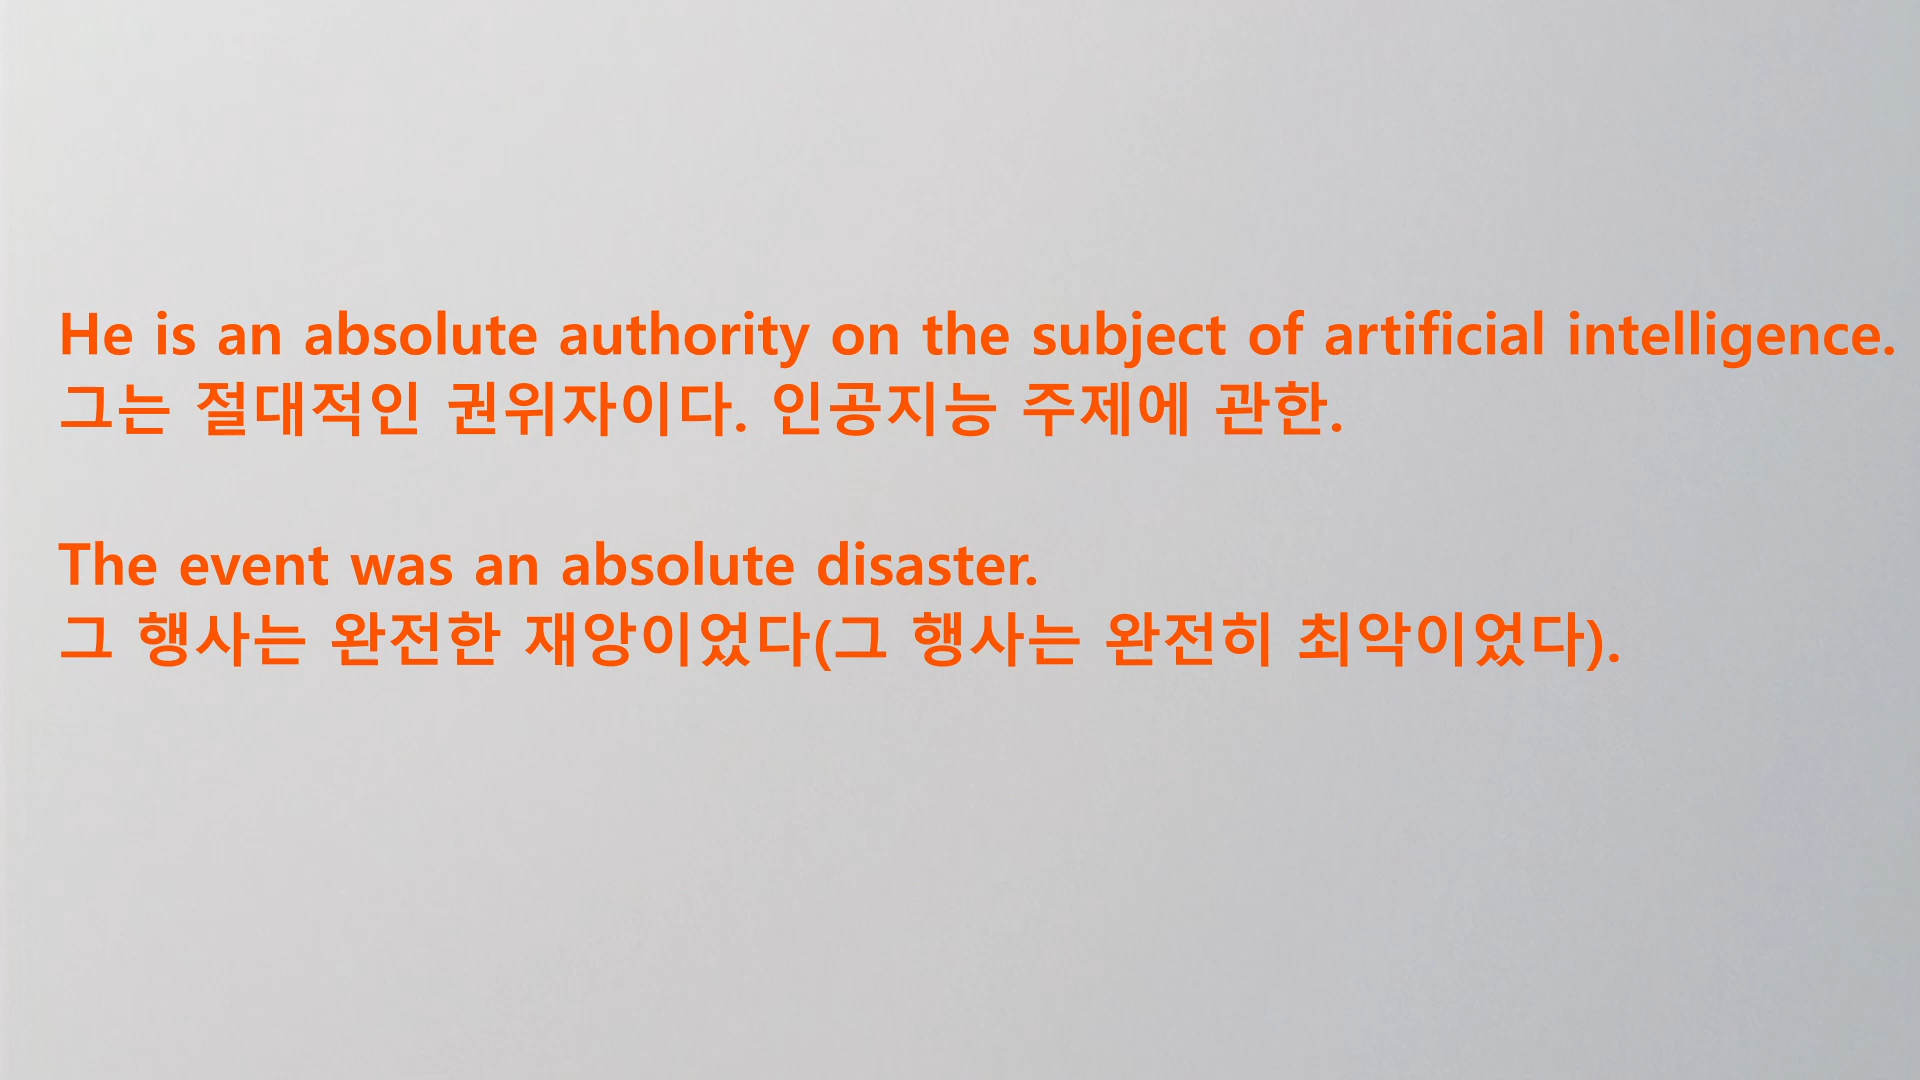 He is an absolute authority on the subject of artificial intelligence.
그는 절대적인 권위자이다. 인공지능 주제에 관한.
The event was an absolute disaster.
그 행사는 완전한 재앙이었다(그 행사는 완전히 최악이었다).